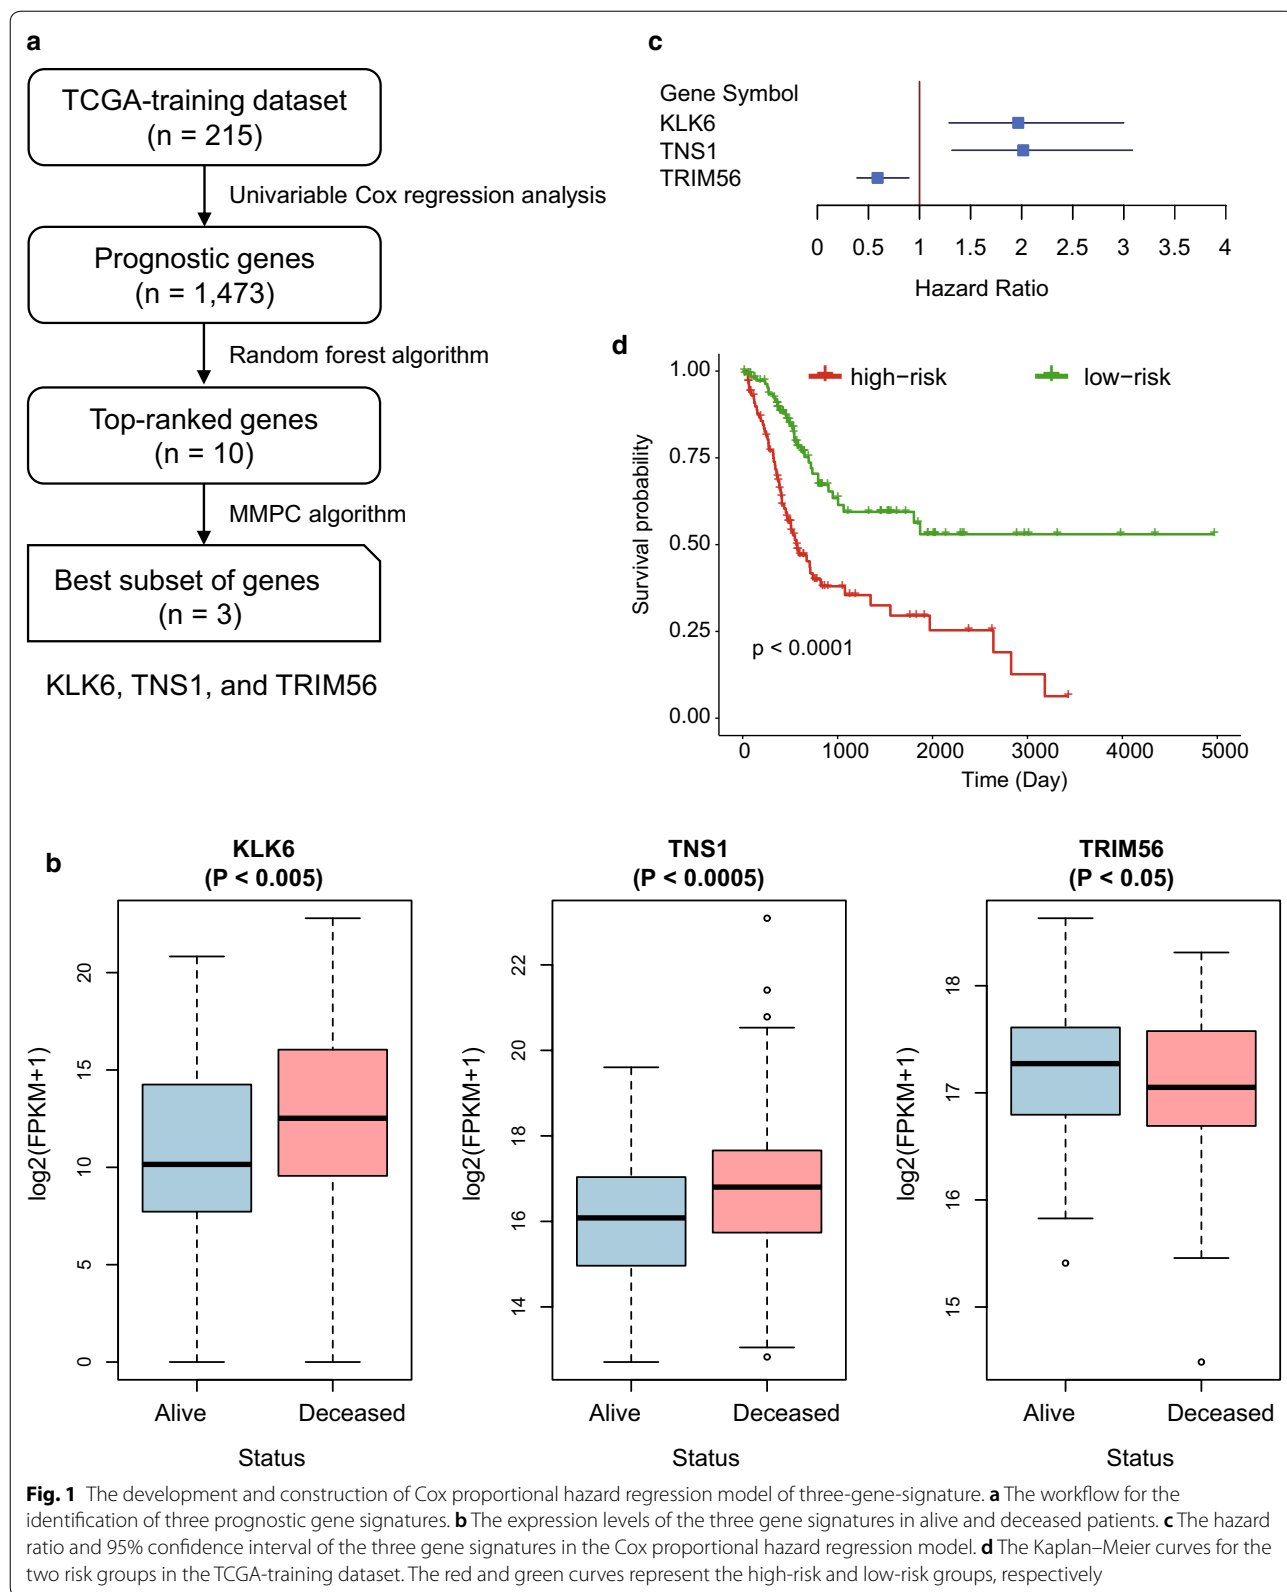 a
TCGA-training dataset
(n = 215)
Univariable Cox regression analysis
Prognostic genes
(n = 1,473)
Random forest algorithm
Top-ranked genes
(n = 10)
MMPC algorithm
Best subset of genes
(n = 3)
KLK6, TNS1, and TRIM56
c
Gene Symbol
KLK6
TNS1
TRIM56
0 0.5 1 1.5 2 2.5 3 3.5 4
Hazard Ratio
d
high−risk low−risk
1.00
0.75
0.50
0.25
0.00
Survival probability
p < 0.0001
0 1000 2000 3000 4000 5000
Time (Day)
b
KLK6
(P < 0.005)
log2(FPKM+1)
20
15
10
5
0
Alive Deceased
Status
TNS1
(P < 0.0005)
log2(FPKM+1)
22
20
18
16
14
Alive Deceased
Status
TRIM56
(P < 0.05)
log2(FPKM+1)
18
17
16
15
Alive Deceased
Status
Fig. 1 The development and construction of Cox proportional hazard regression model of three-gene-signature. a The workflow for the
identification of three prognostic gene signatures. b The expression levels of the three gene signatures in alive and deceased patients. c The hazard
ratio and 95% confidence interval of the three gene signatures in the Cox proportional hazard regression model. d The Kaplan–Meier curves for the
two risk groups in the TCGA-training dataset. The red and green curves represent the high-risk and low-risk groups, respectively